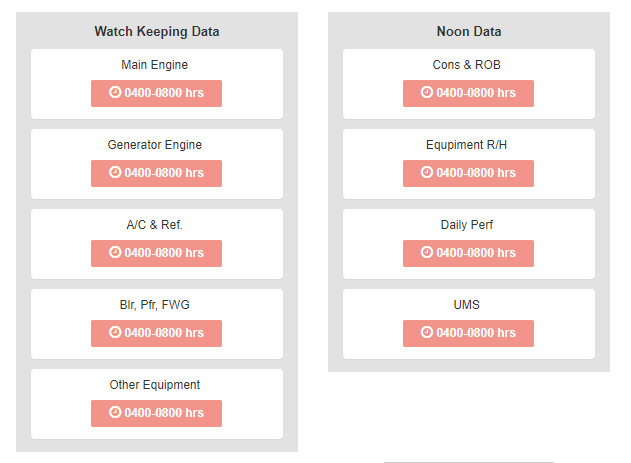 Watch Keeping Data
Main Engine
0400-0800 hrs
Generator Engine
0400-0800 hrs
A/C & Ref.
0400-0800 hrs
Blr, Pfr, FWG
0400-0800 hrs
Other Equipment
0400-0800 hrs
Noon Data
Cons & ROB
0400-0800 hrs
Equpiment R/H
0400-0800 hrs
Daily Perf
0400-0800 hrs
UMS
0400-0800 hrs